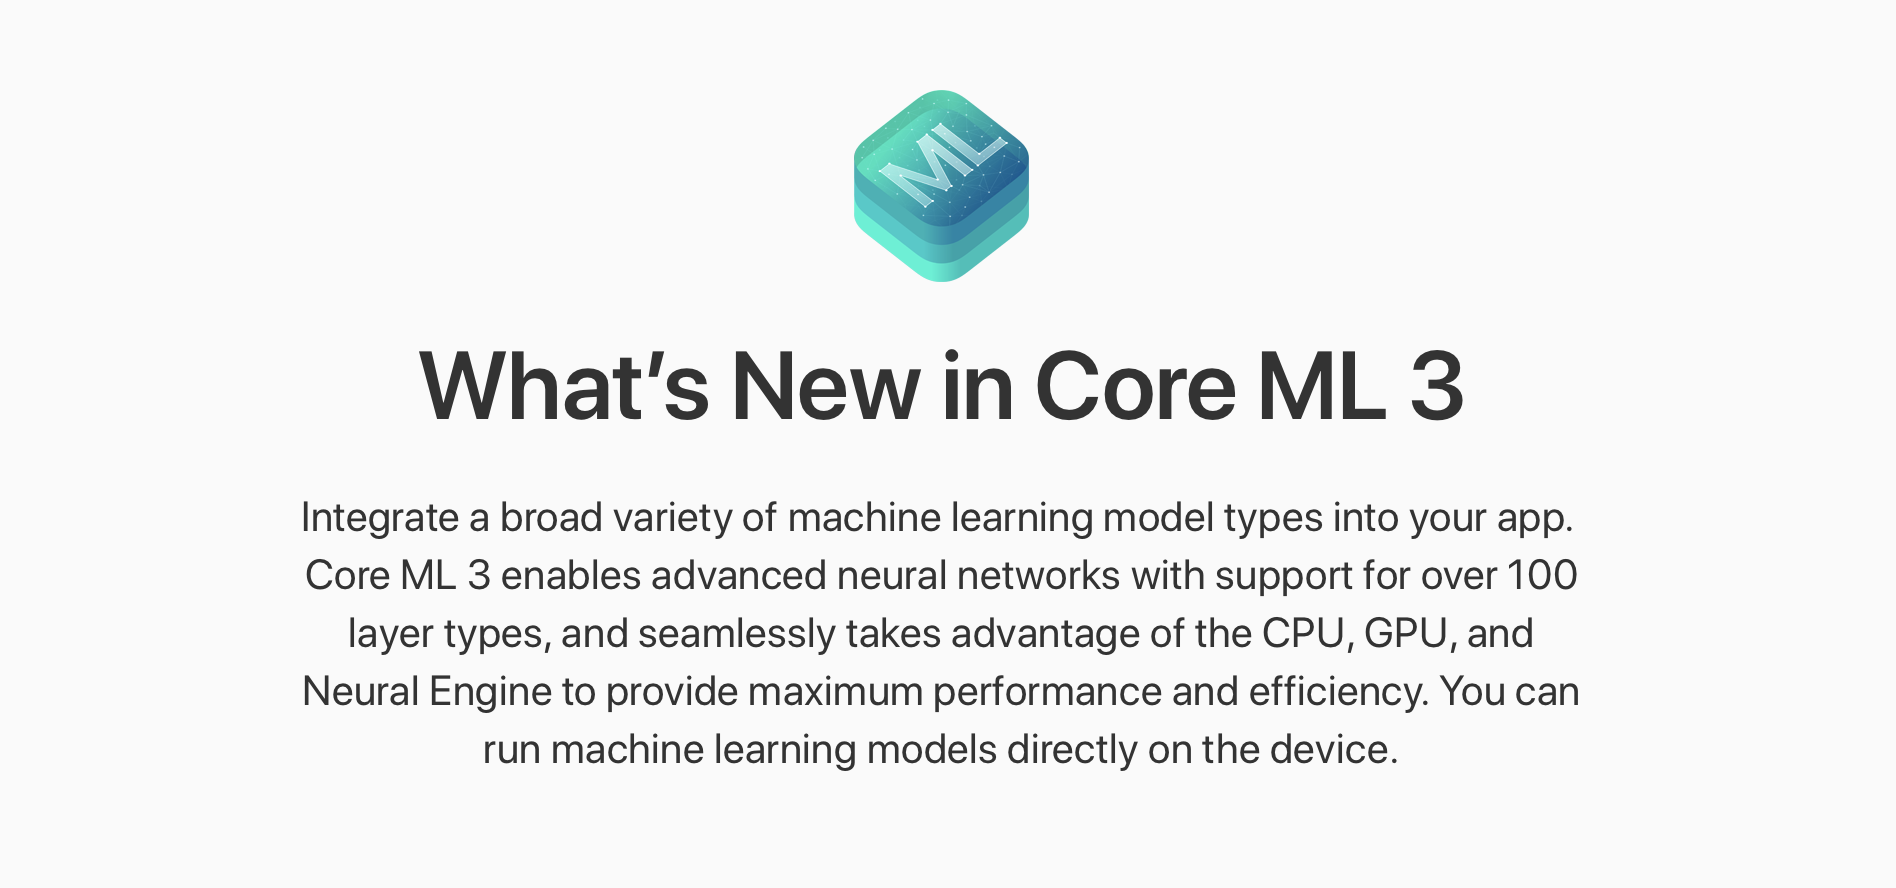 ML
What’s New in Core ML 3
Integrate a broad variety of machine learning model types into your app.
Core ML 3 enables advanced neural networks with support for over 100
layer types, and seamlessly takes advantage of the CPU, GPU, and
Neural Engine to provide maximum performance and efficiency. You can
run machine learning models directly on the device.